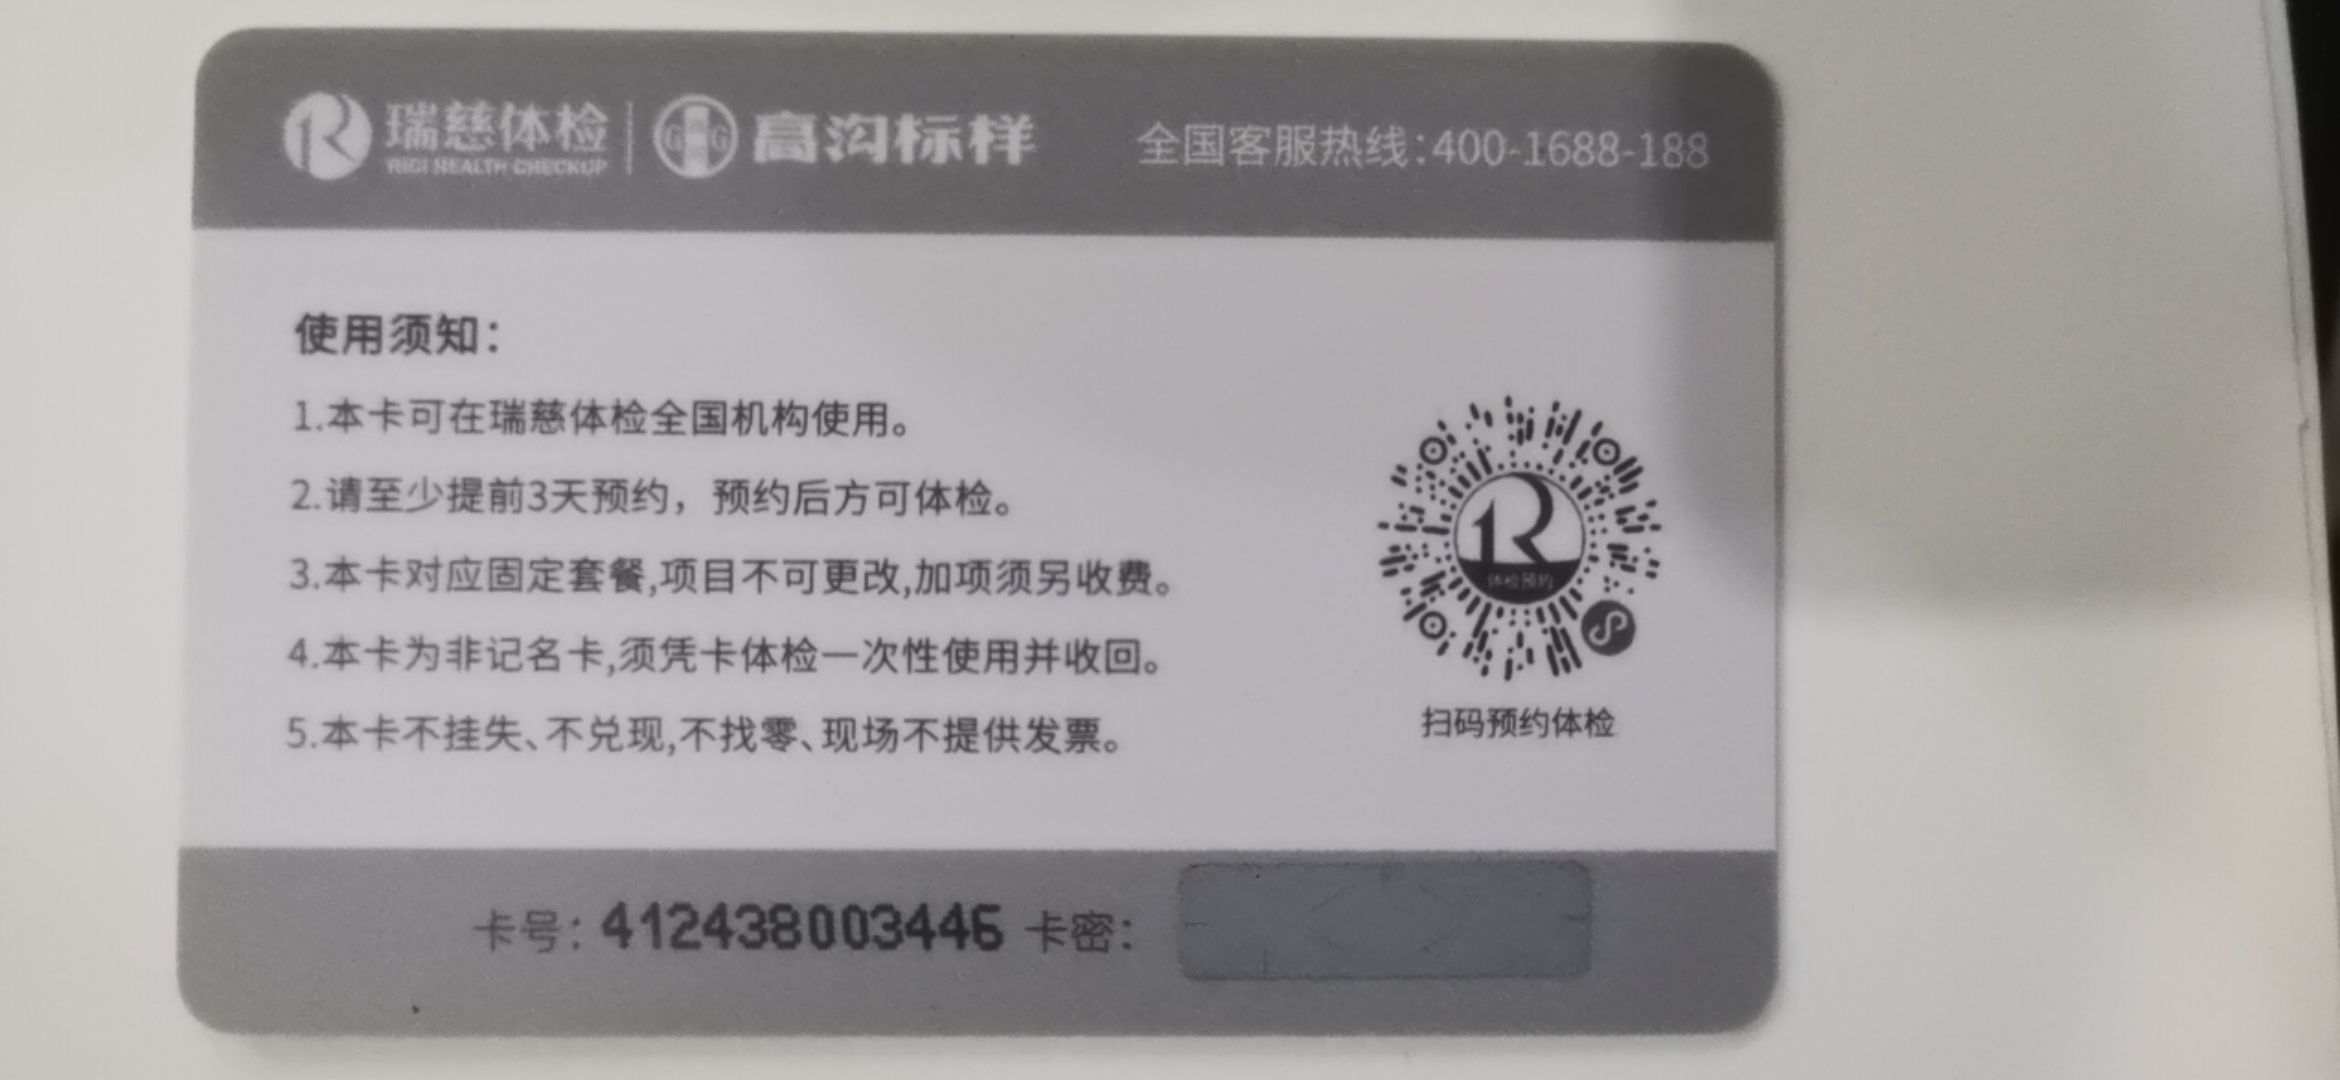 瑞慈体检
RICI HEALTH CHECKUP
高沟标样
全国客服热线:400-1688-188
使用须知:
1.本卡可在瑞慈体检全国机构使用。
2.请至少提前3天预约，预约后方可体检。
3.本卡对应固定套餐,项目不可更改,加项须另收费。
4.本卡为非记名卡,须凭卡体检一次性使用并收回。
5.本卡不挂失、不兑现,不找零、现场不提供发票。
体检预约
扫码预约体检
卡号: 412438003446 卡密: